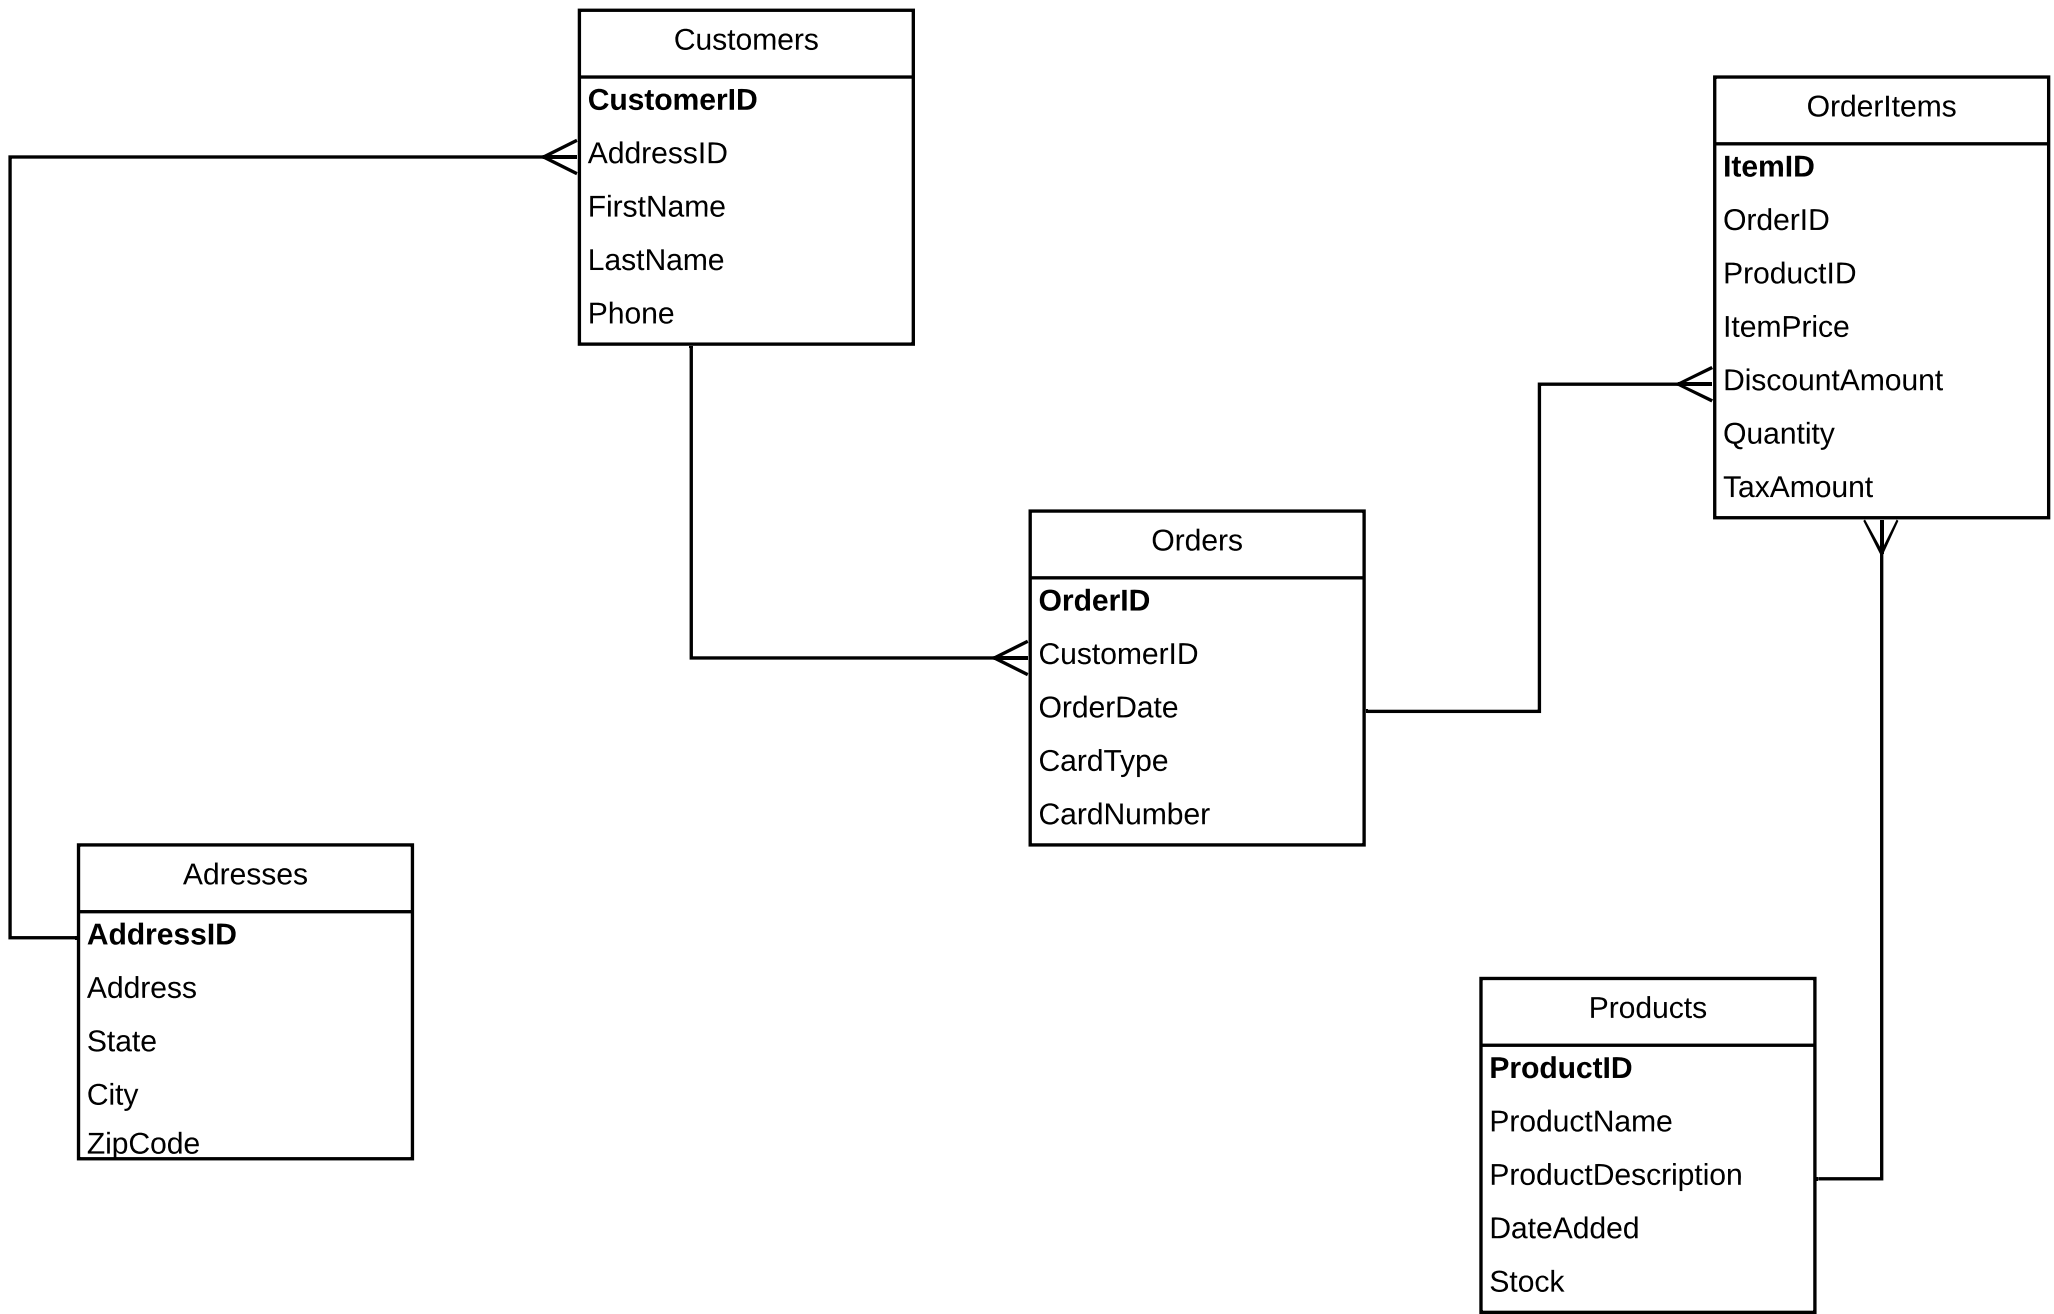 Customers
CustomerID
AddressID
FirstName
LastName
Phone
OrderItems
ItemID
OrderID
ProductID
ItemPrice
DiscountAmount
Quantity
TaxAmount
Orders
OrderID
CustomerID
OrderDate
CardType
CardNumber
Adresses
AddressID
Address
State
City
ZipCode
Products
ProductID
ProductName
ProductDescription
DateAdded
Stock